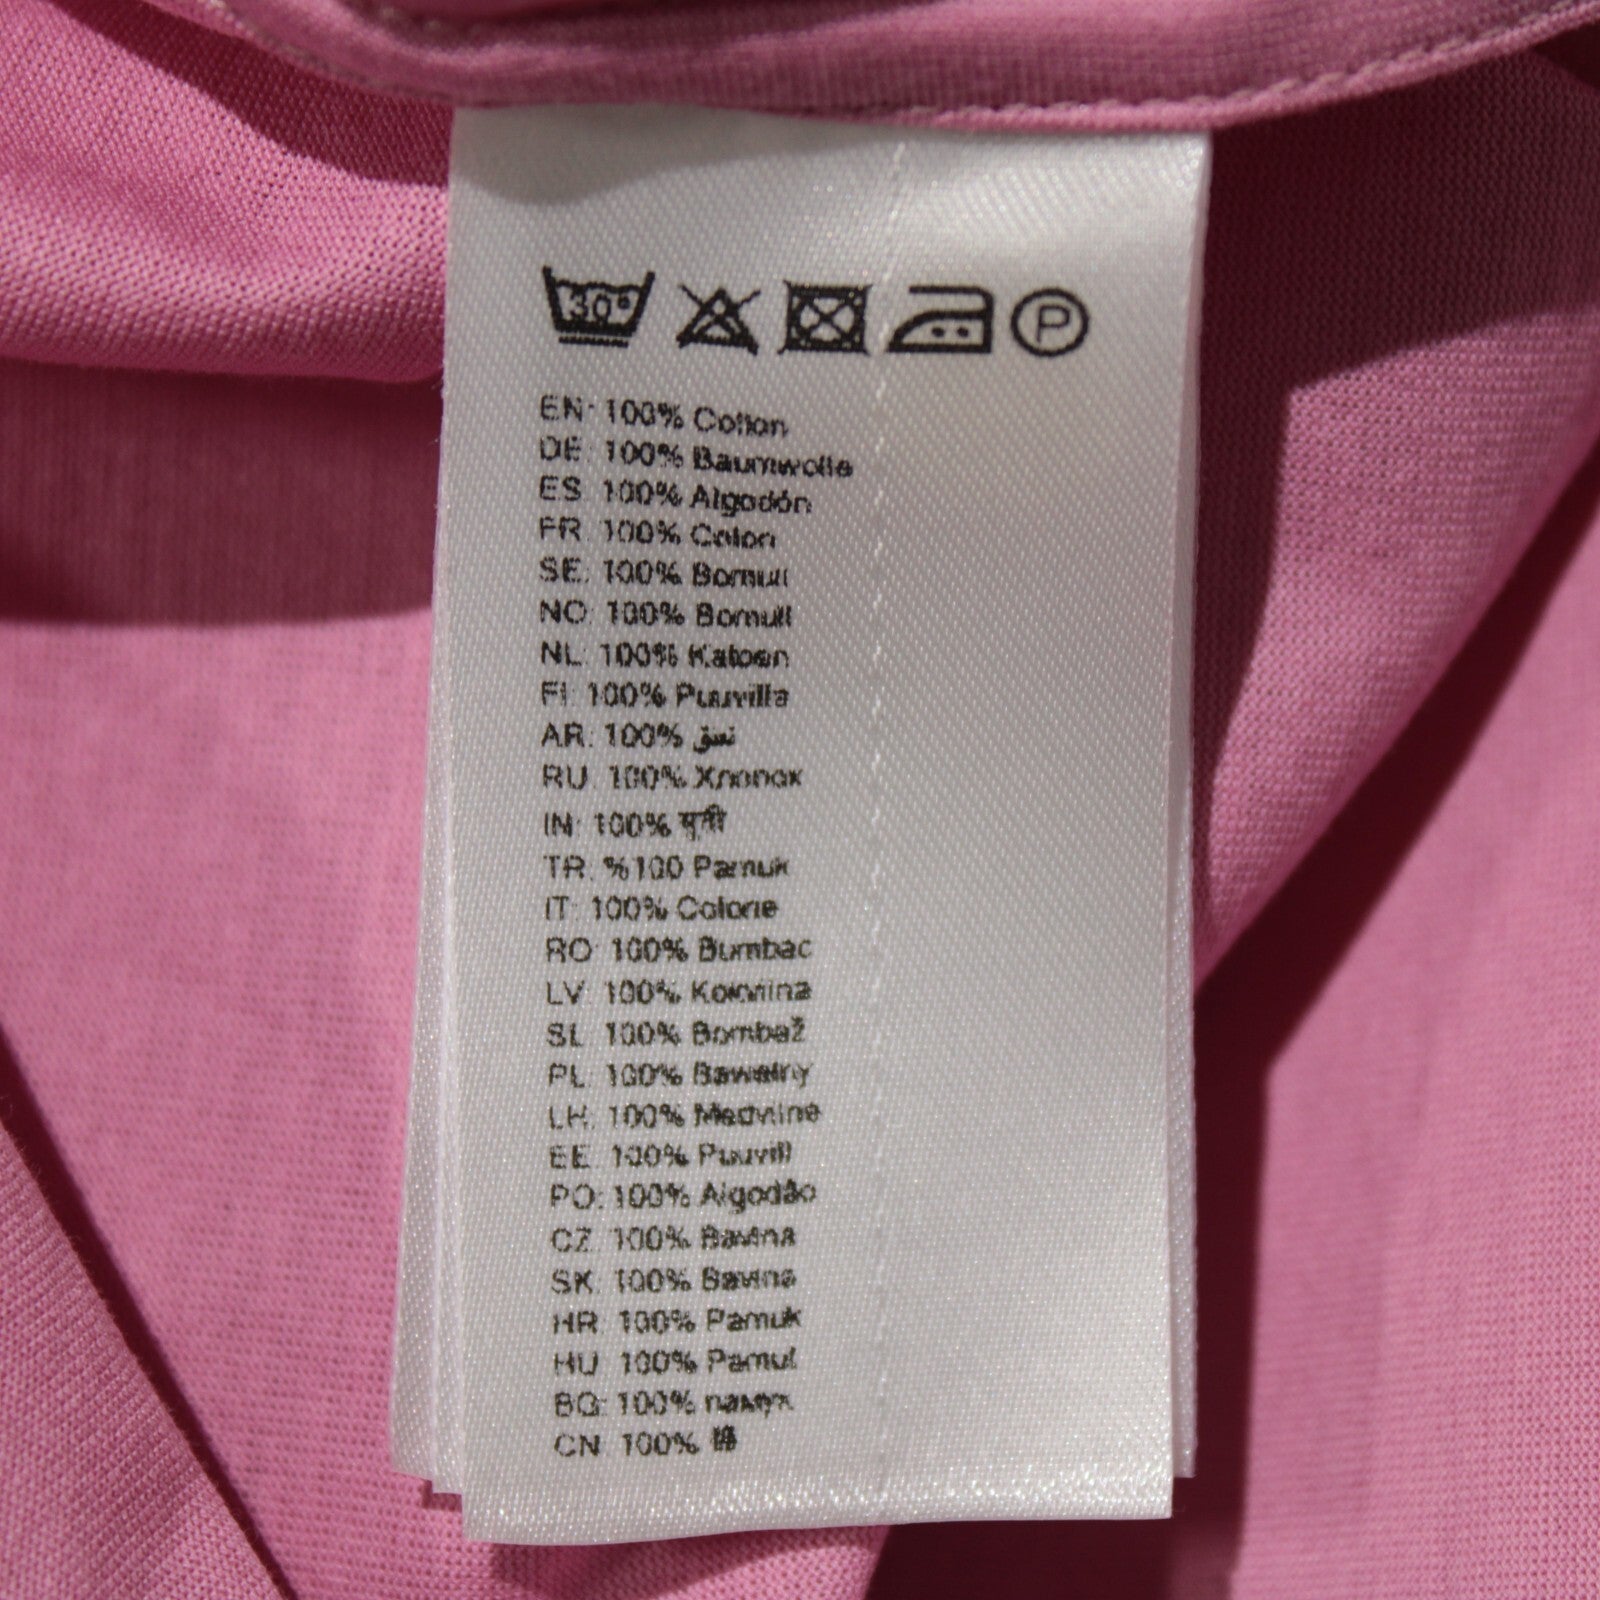 30°
P
EN: 100% Cotton
DE: 100% Baumwolle
ES: 100% Algodón
FR: 100% Coton
SE: 100% Bomull
NO: 100% Bomull
NL: 100% Katoen
FI: 100% Puuvilla
AR: 100%
RU: 100% Хлопок
IN: 100% सूती
TR: %100 Pamuk
IT: 100% Cotone
RO: 100% Bumbac
LV: 100% Kokvilna
SL: 100% Bombaž
PL: 100% Bawełny
LH: 100% Medvilne
EE: 100% Puuvill
PO: 100% Algodão
CZ: 100% Bavlna
SK: 100% Bavlna
HR: 100% Pamuk
HU: 100% Pamut
BG: 100% памук
CN: 100% 棉